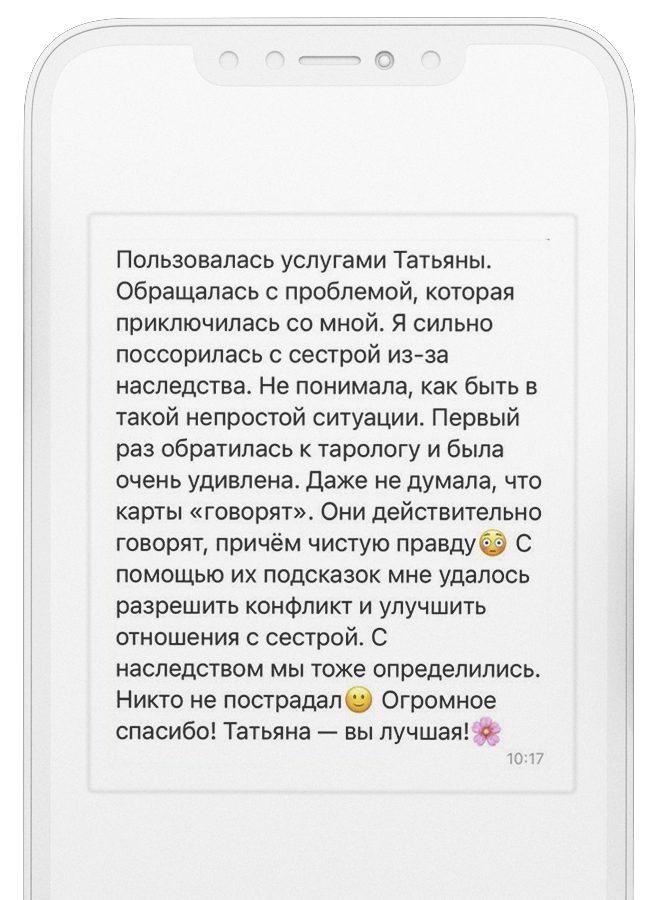 Пользовалась услугами Татьяны.
Обращалась с проблемой, которая
приключилась со мной. Я сильно
поссорилась с сестрой из-за
наследства. Не понимала, как быть в
такой непростой ситуации. Первый
раз обратилась к тарологу и была
очень удивлена. Даже не думала, что
карты «говорят». Они действительно
говорят, причём чистую правду😳 С
помощью их подсказок мне удалось
разрешить конфликт и улучшить
отношения с сестрой. С
наследством мы тоже определились.
Никто не пострадал🙂 Огромное
спасибо! Татьяна — вы лучшая!🌸
10:17